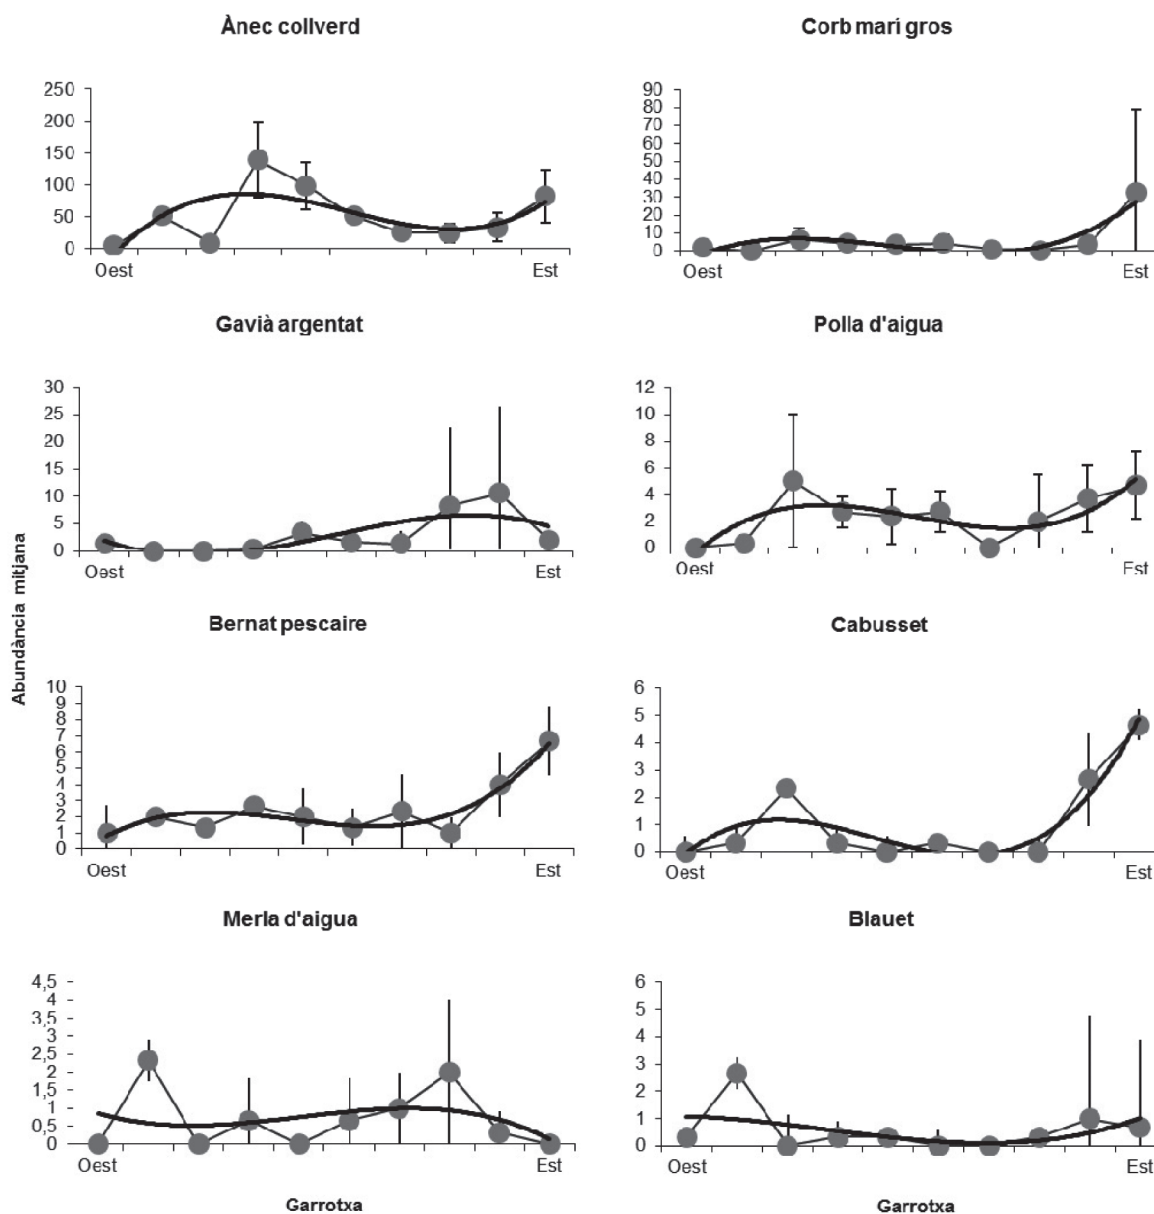 Ànec collverd
250
200
150
100
50
0
Oest
Est
Corb marí gros
90
80
70
60
50
40
30
20
10
0
Oest
Est
Gavià argentat
30
25
20
15
10
5
0
Oest
Est
Polla d'aigua
12
10
8
6
4
2
0
Oest
Est
Abundància mitjana
Bernat pescaire
10
9
8
7
6
5
4
3
2
1
0
Oest
Est
Cabusset
6
5
4
3
2
1
0
Oest
Est
Merla d'aigua
4,5
4
3,5
3
2,5
2
1,5
1
0,5
0
Oest
Est
Garrotxa
Blauet
6
5
4
3
2
1
0
Oest
Est
Garrotxa